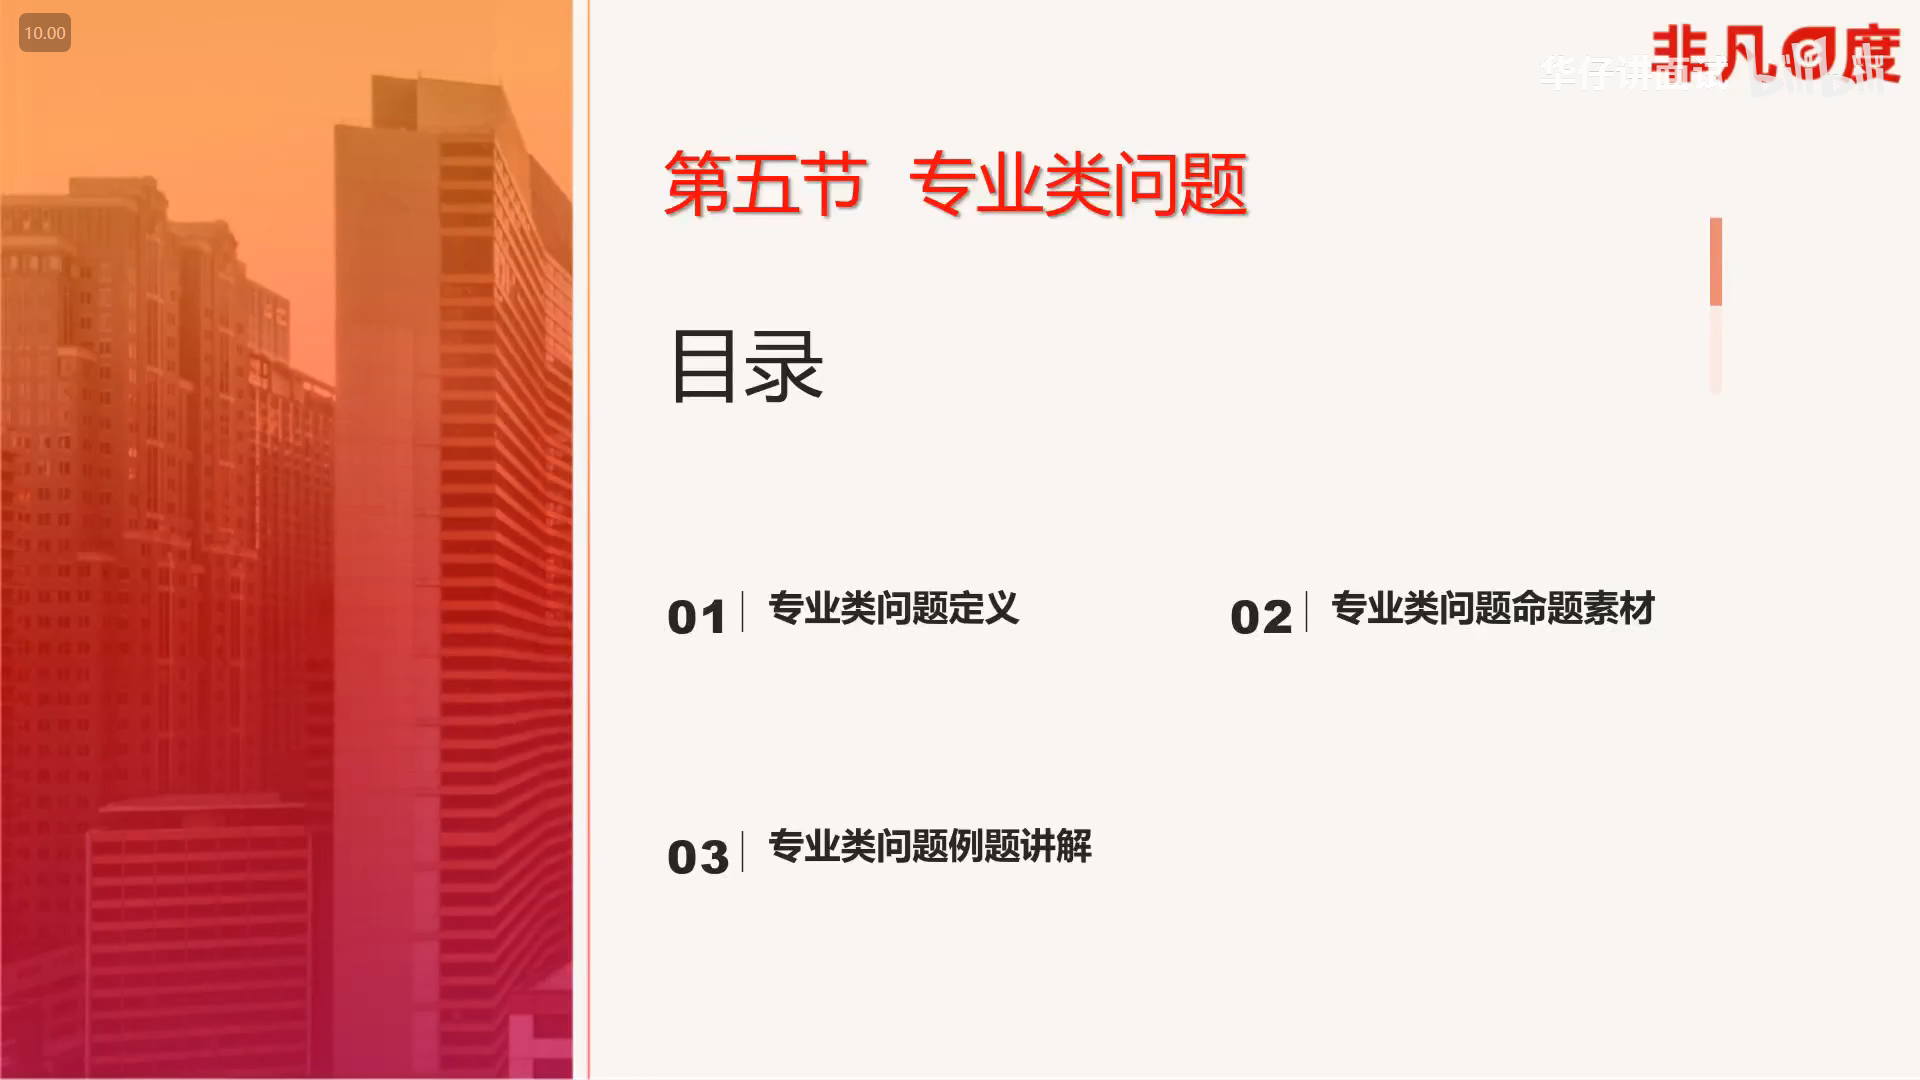 10.00
非凡度
华仔讲面试 bilibili
第五节 专业类问题
目录
01 专业类问题定义
02 专业类问题命题素材
03 专业类问题例题讲解